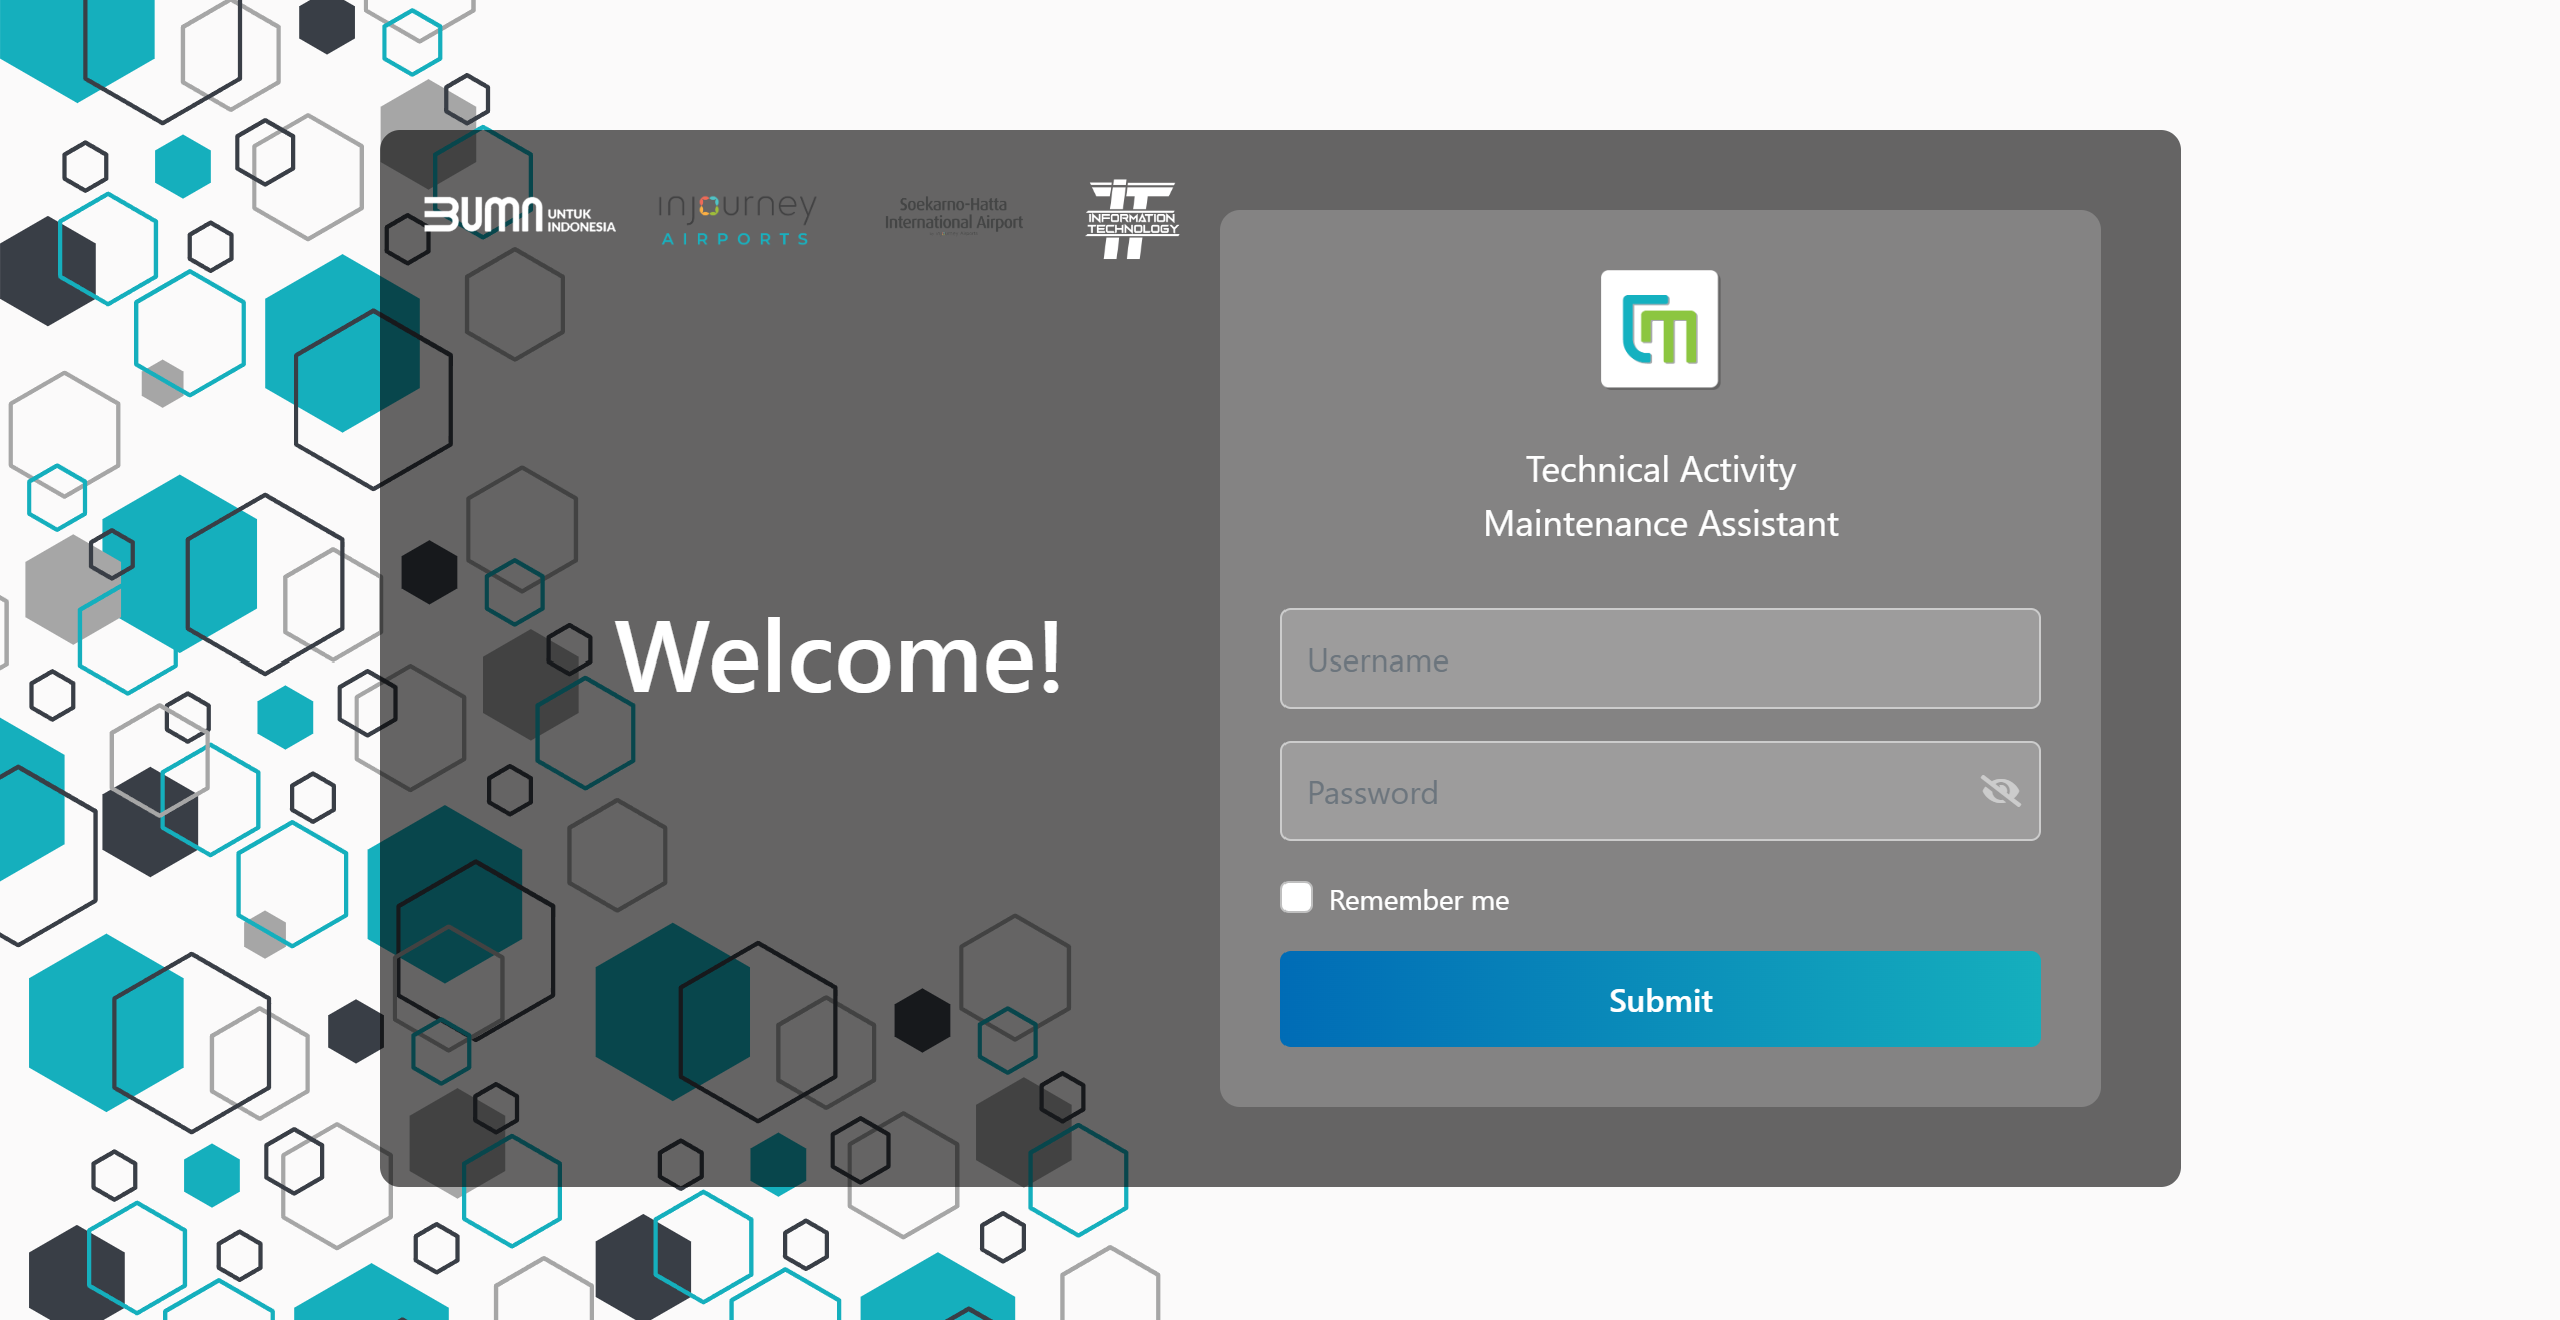 BUMN UNTUK INDONESIA
injourney
AIRPORTS
Soekarno-Hatta
International Airport
IT
INFORMATION
TECHNOLOGY
Technical Activity
Maintenance Assistant
Welcome!
Username
Password
Remember me
Submit